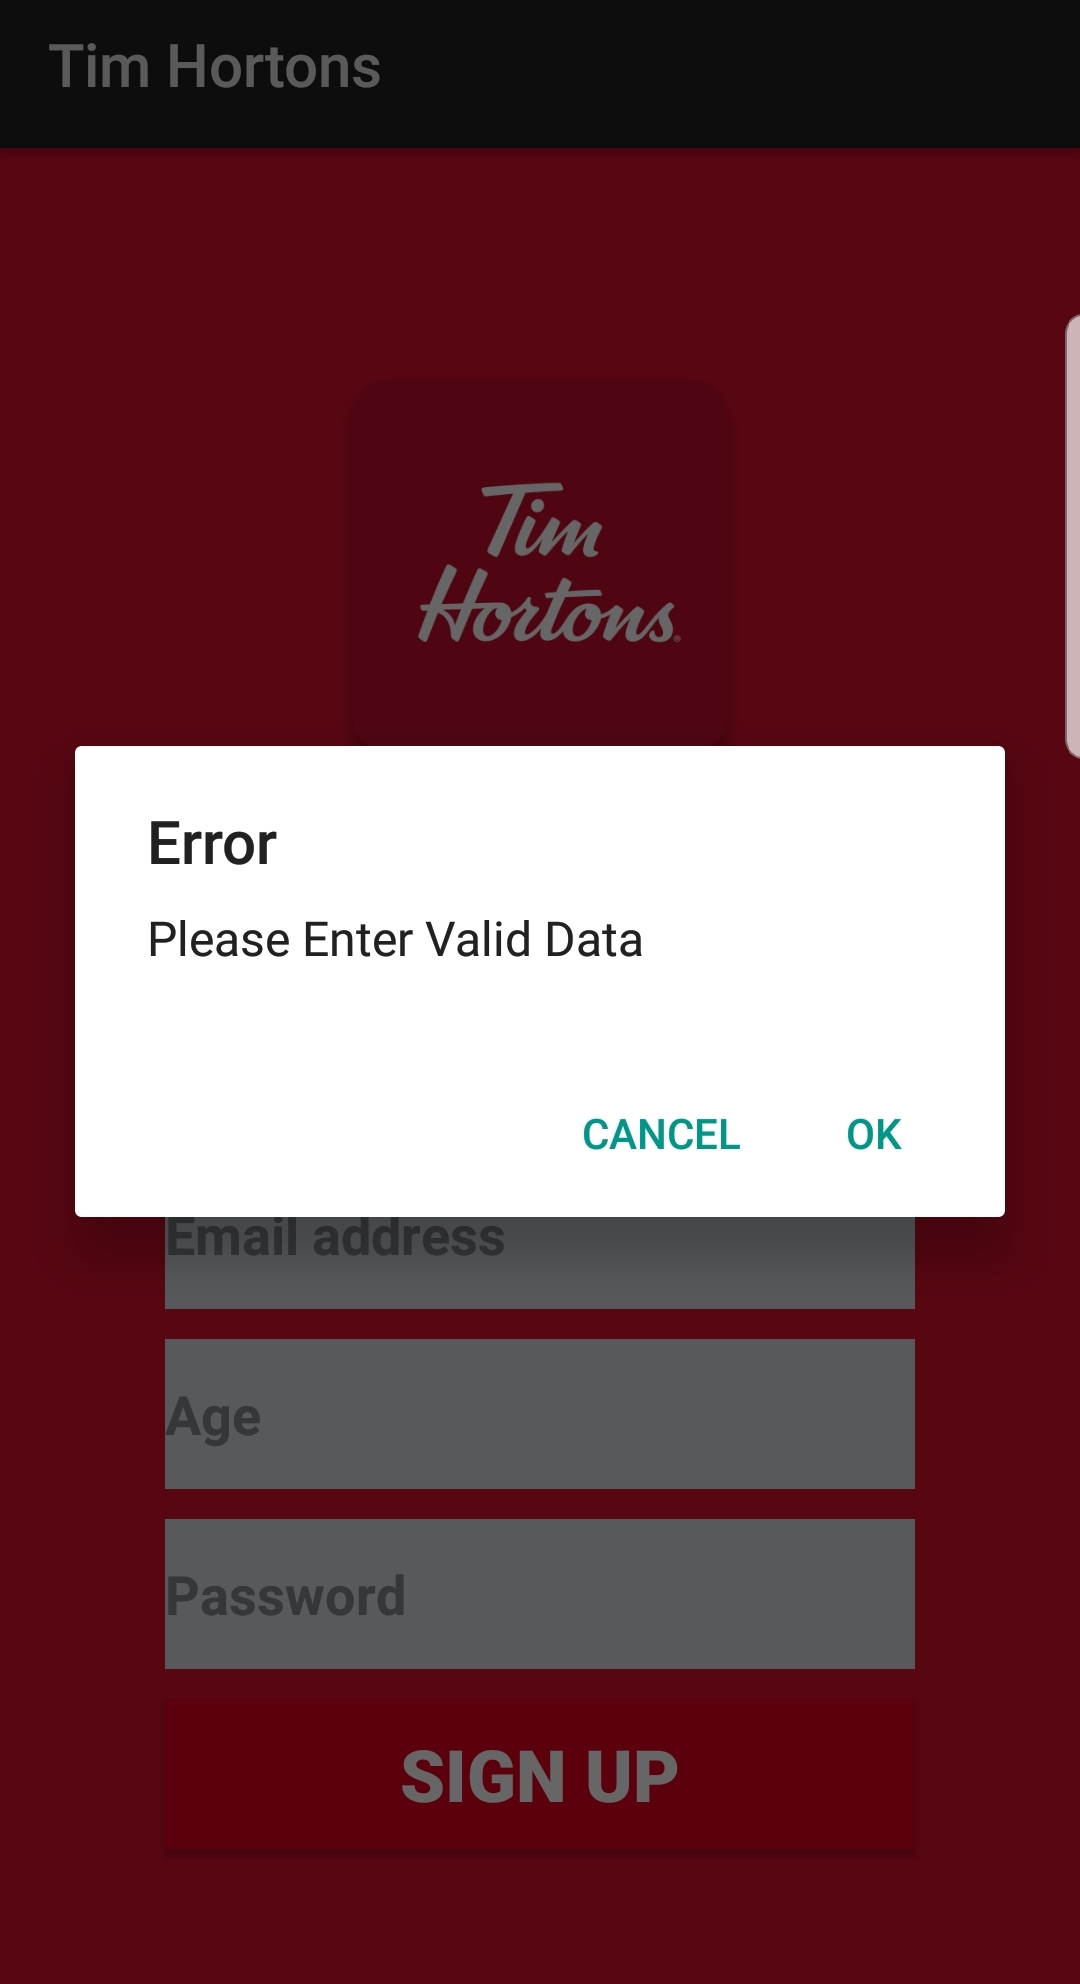 Tim Hortons
Tim
Hortons
Error
Please Enter Valid Data
CANCEL OK
Email address
Age
Password
SIGN UP